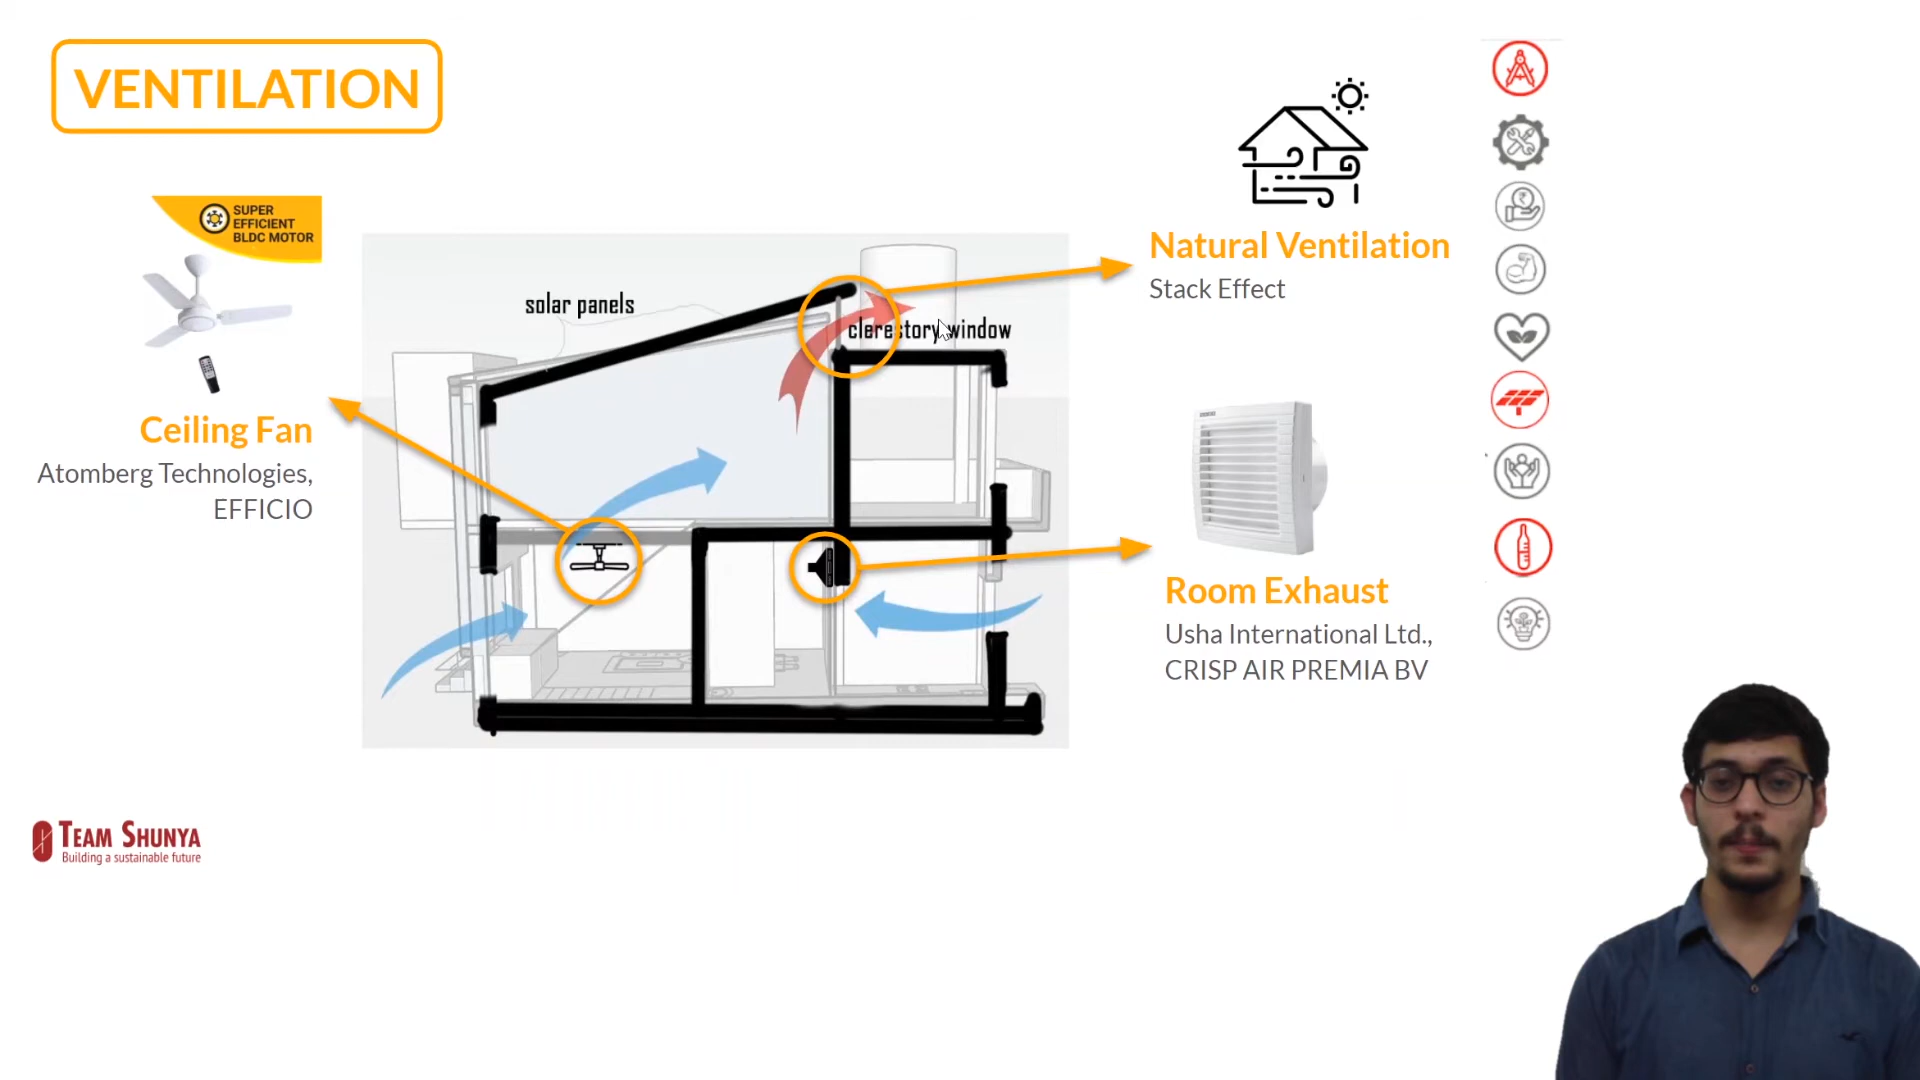 VENTILATION
SUPER
EFFICIENT
BLDC MOTOR
Ceiling Fan
Atomberg Technologies,
EFFICIO
solar panels
clerestory window
Natural Ventilation
Stack Effect
Room Exhaust
Usha International Ltd.,
CRISP AIR PREMIA BV
TEAM SHUNYA
Building a sustainable future